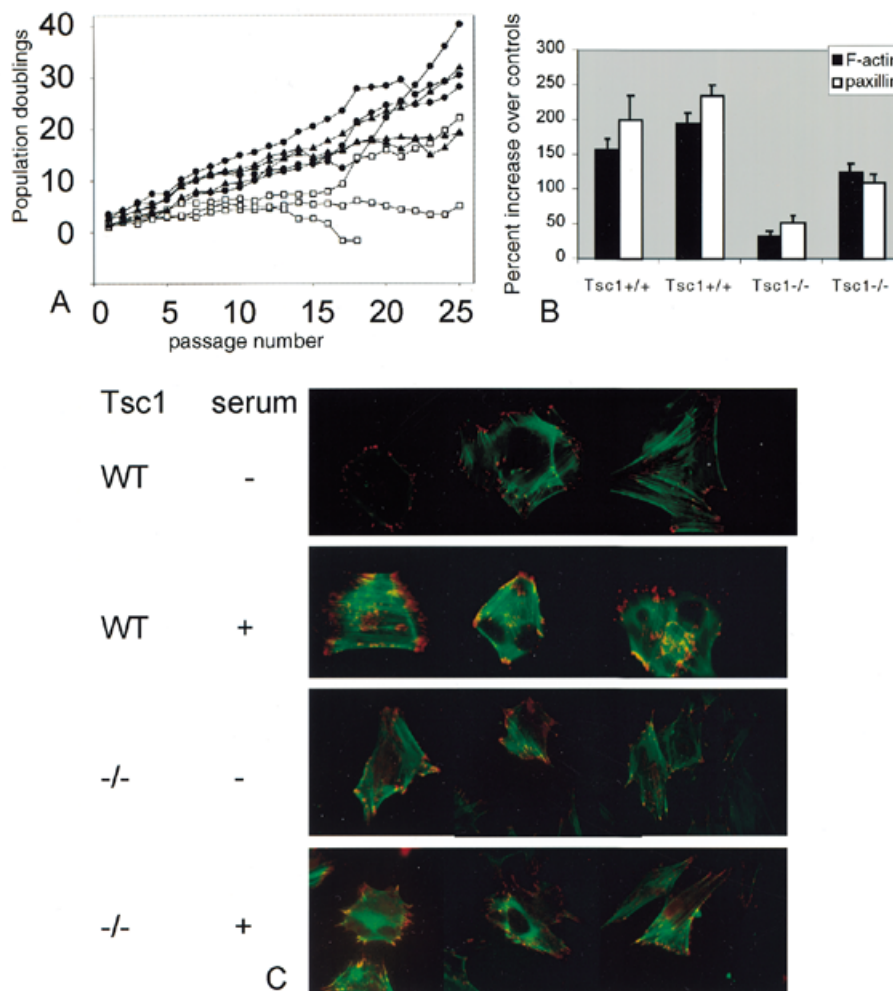 Population doublings
40
30
20
10
0
0 5 10 15 20 25
passage number
A
Percent increase over controls
300
250
200
150
100
50
0
F-actin
paxillin
Tsc1+/+ Tsc1+/+ Tsc1-/- Tsc1-/-
B
Tsc1 serum
WT -
WT +
-/- -
-/- +
C